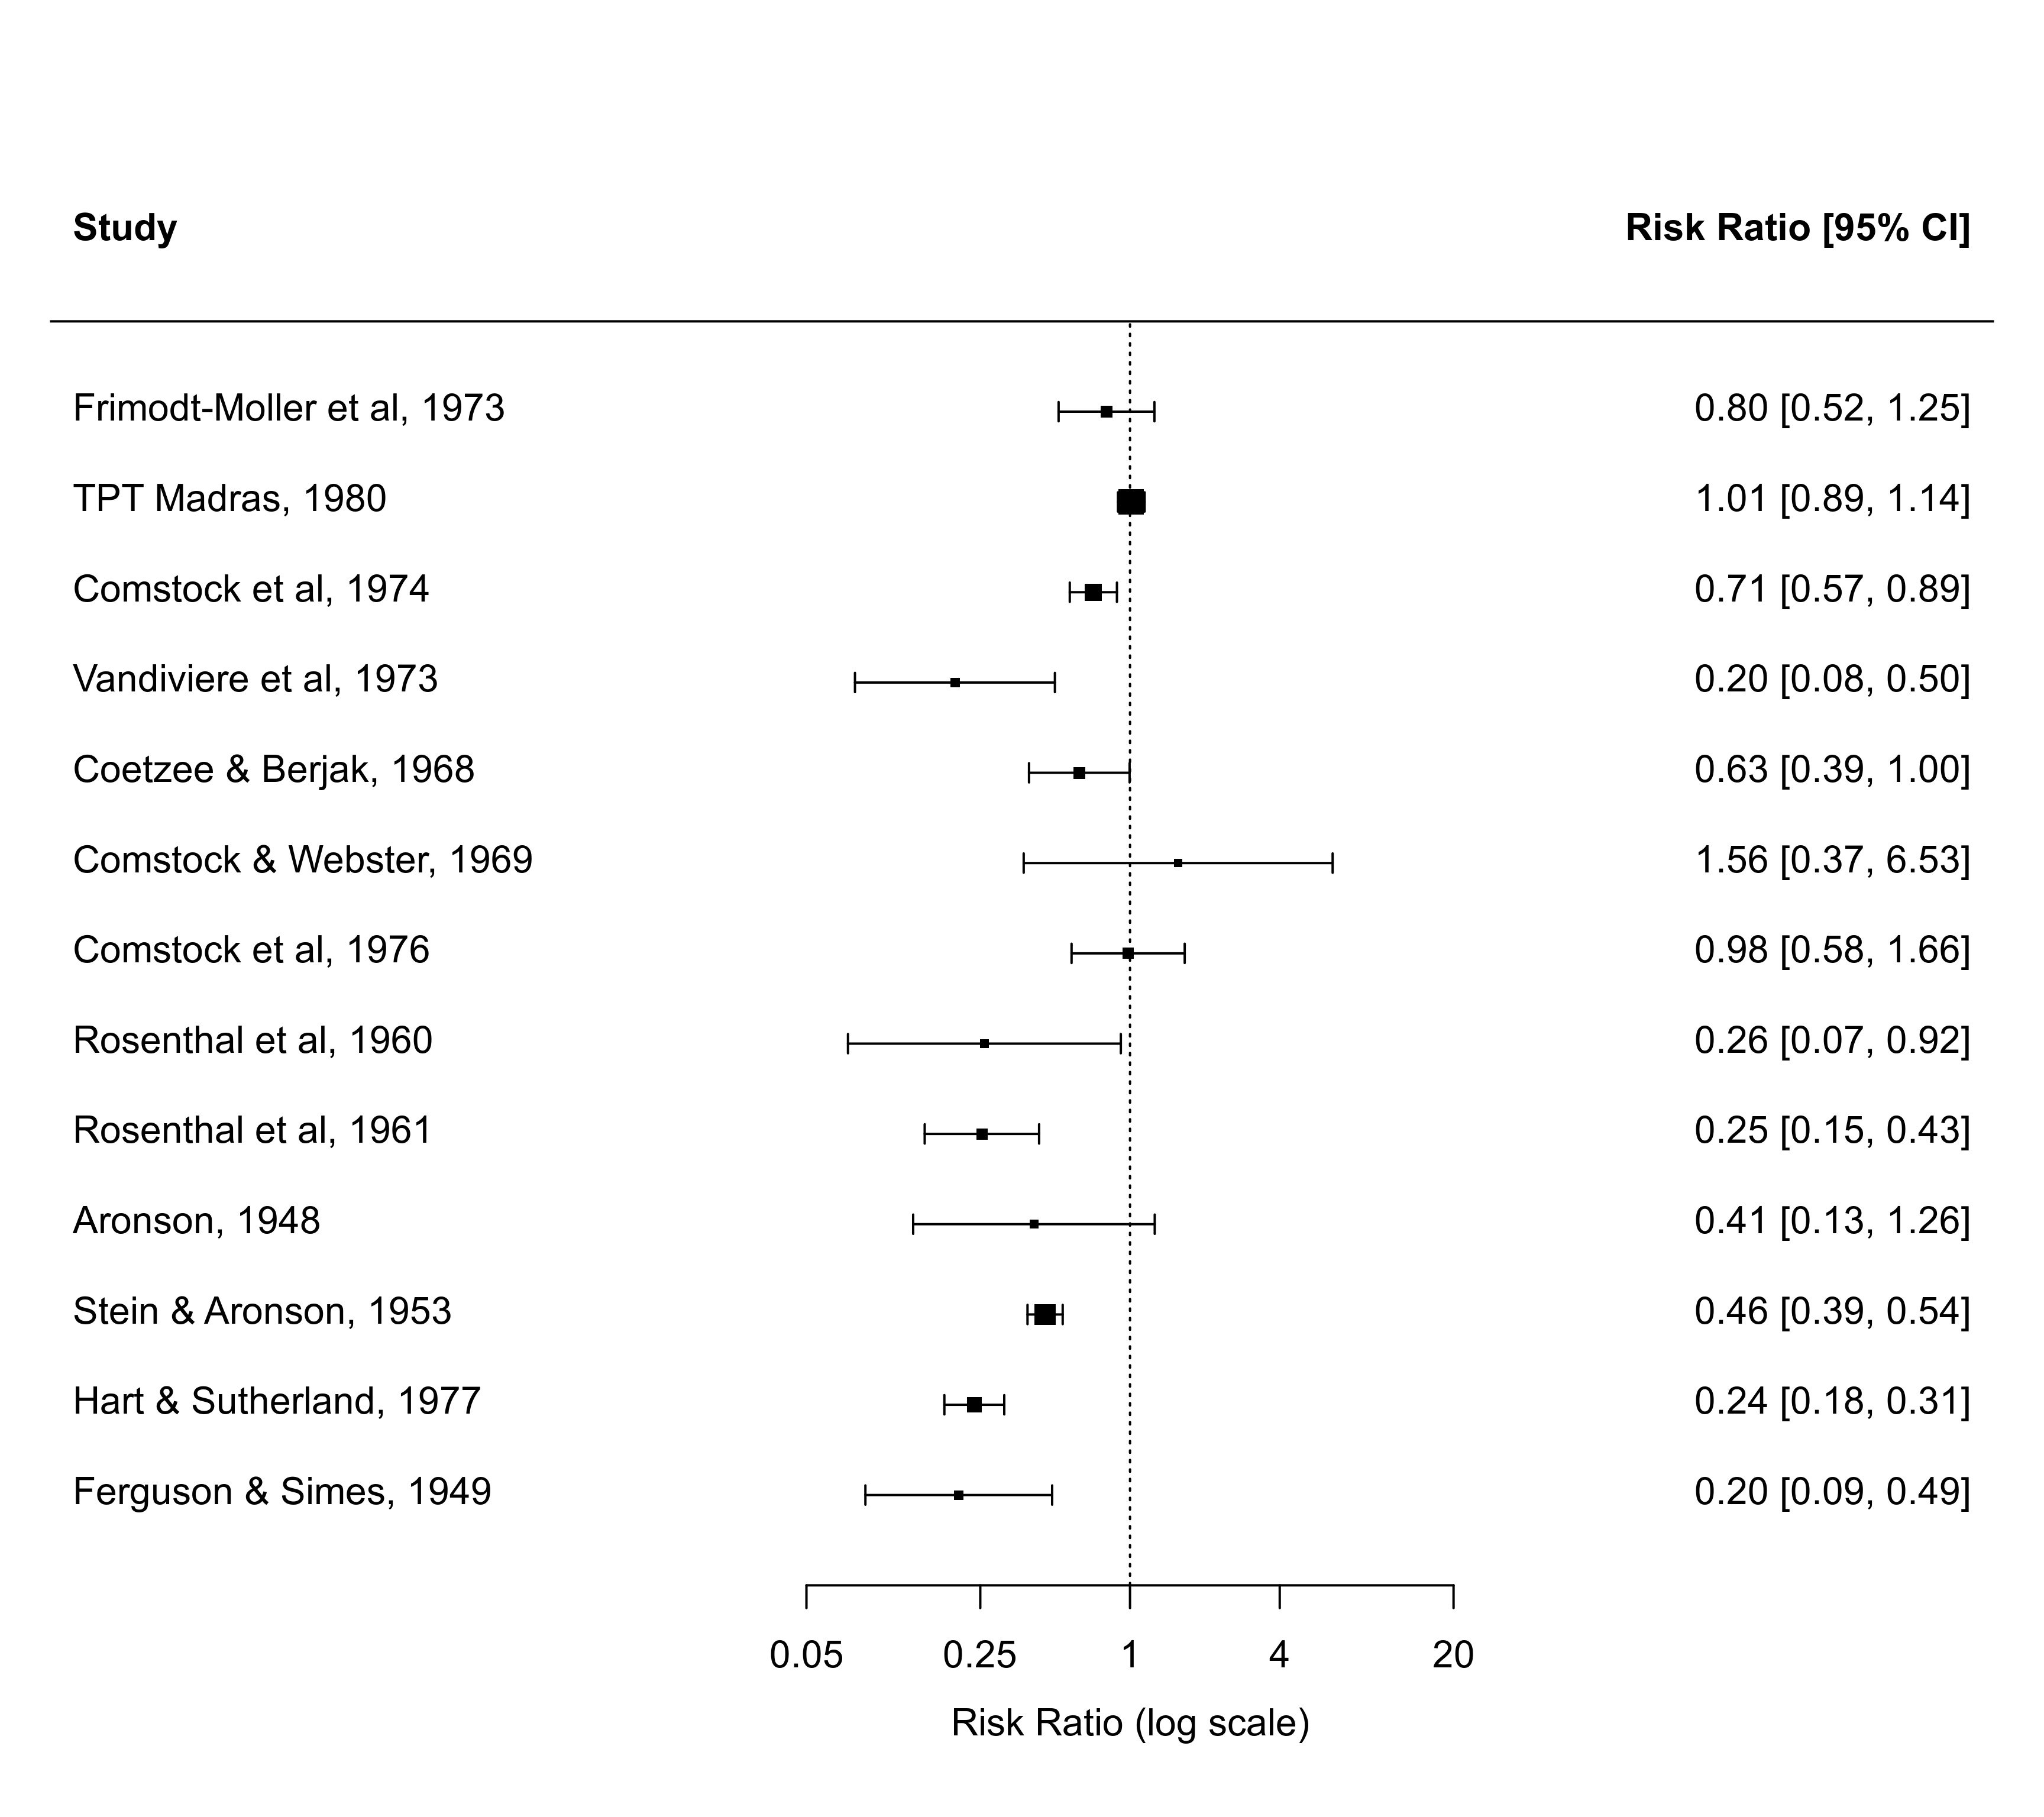 Study Risk Ratio [95% CI]
Frimodt-Moller et al, 1973 0.80 [0.52, 1.25]
TPT Madras, 1980 1.01 [0.89, 1.14]
Comstock et al, 1974 0.71 [0.57, 0.89]
Vandiviere et al, 1973 0.20 [0.08, 0.50]
Coetzee & Berjak, 1968 0.63 [0.39, 1.00]
Comstock & Webster, 1969 1.56 [0.37, 6.53]
Comstock et al, 1976 0.98 [0.58, 1.66]
Rosenthal et al, 1960 0.26 [0.07, 0.92]
Rosenthal et al, 1961 0.25 [0.15, 0.43]
Aronson, 1948 0.41 [0.13, 1.26]
Stein & Aronson, 1953 0.46 [0.39, 0.54]
Hart & Sutherland, 1977 0.24 [0.18, 0.31]
Ferguson & Simes, 1949 0.20 [0.09, 0.49]
0.05 0.25 1 4 20
Risk Ratio (log scale)